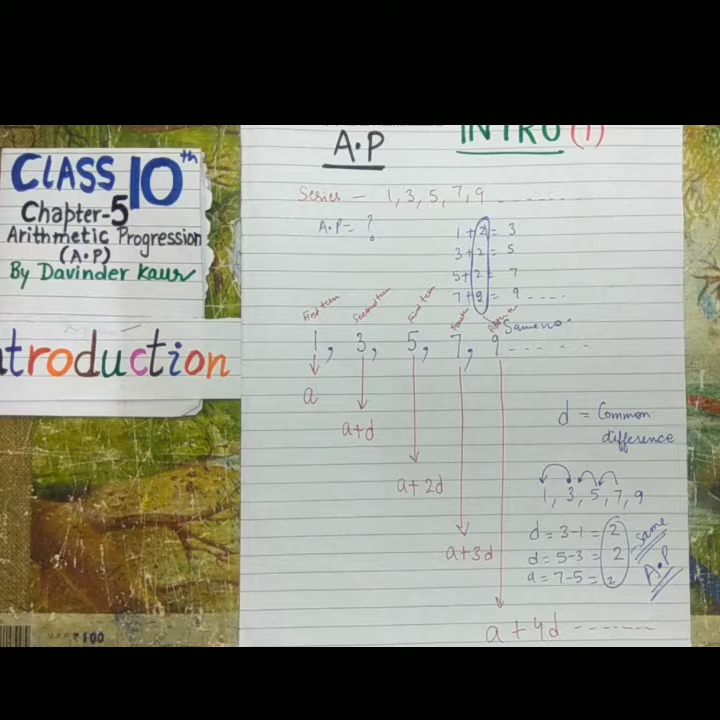 CLASS 10th
Chapter-5
Arithmetic Progression
(A.P)
By Davinder Kaur
ntroduction
₹100
A.P
INTRO (1)
Series - 1, 3, 5, 7, 9 ........
A.P = ?
1 + 2 = 3
3 + 2 = 5
5 + 2 = 7
7 + 2 = 9 ....
Same no.
First term
Second term
Third term
Fourth
1, 3, 5, 7, 9 ........
a
a+d
a+2d
a+3d
a + 4d ........
d = Common
difference
1, 3, 5, 7, 9
d = 3-1 = 2
d = 5-3 = 2
a = 7-5 = 2
same
A.P